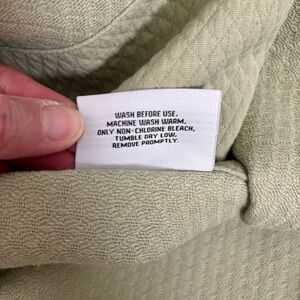 WASH BEFORE USE.
MACHINE WASH WARM,
ONLY NON-CHLORINE BLEACH,
TUMBLE DRY LOW,
REMOVE PROMPTLY.